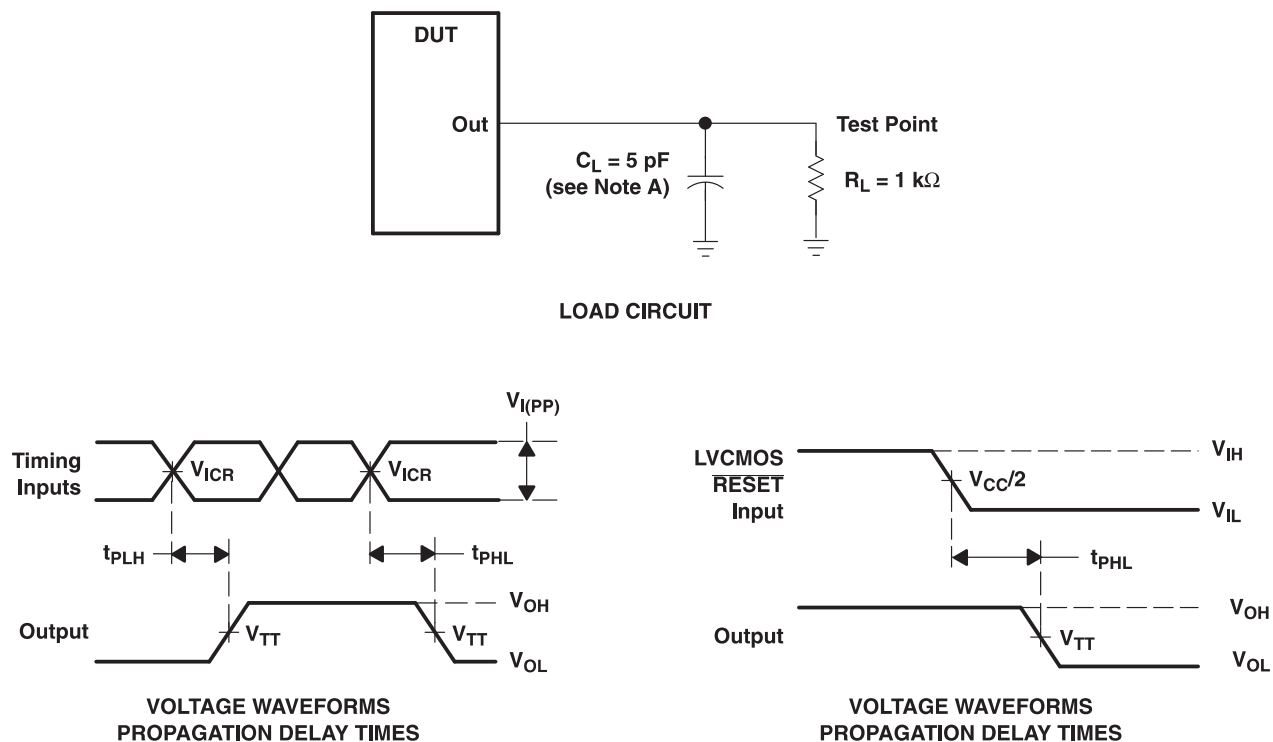 DUT
Out
Test Point
C_L = 5 pF
(see Note A)
R_L = 1 kΩ
LOAD CIRCUIT
V_I(PP)
Timing
Inputs
V_ICR
V_ICR
t_PLH
t_PHL
Output
V_TT
V_TT
V_OH
V_OL
VOLTAGE WAVEFORMS
PROPAGATION DELAY TIMES
LVCMOS
R̅E̅S̅E̅T̅
Input
V_CC/2
V_IH
V_IL
t_PHL
Output
V_TT
V_OH
V_OL
VOLTAGE WAVEFORMS
PROPAGATION DELAY TIMES